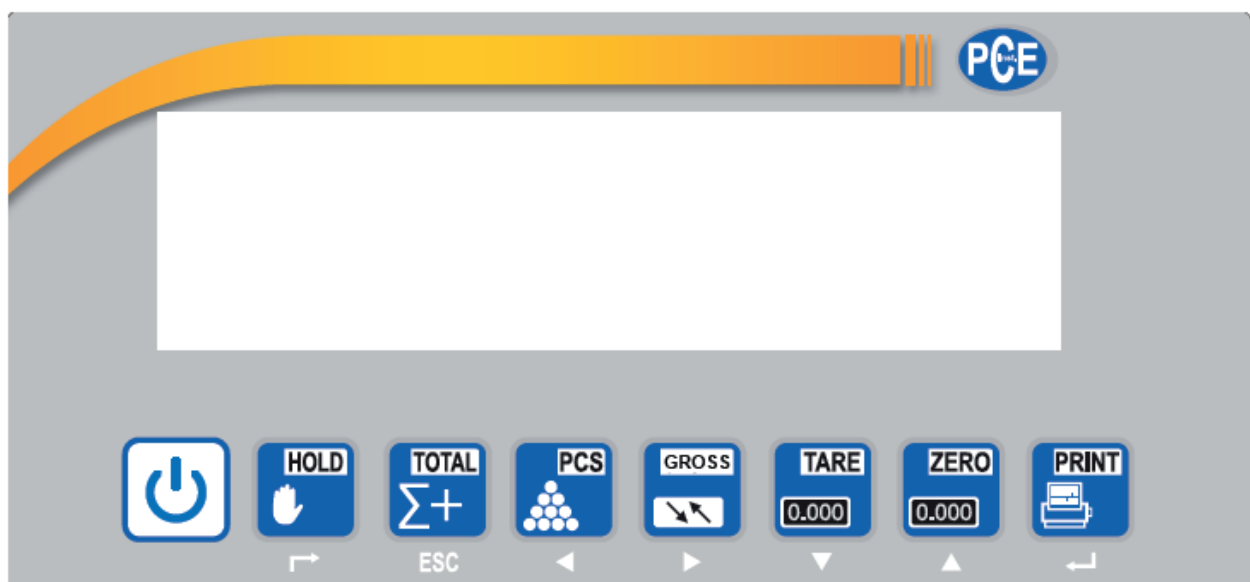 PCE
HOLD
TOTAL
PCS
GROSS
TARE
ZERO
PRINT
Σ+
0.000
0.000
ESC